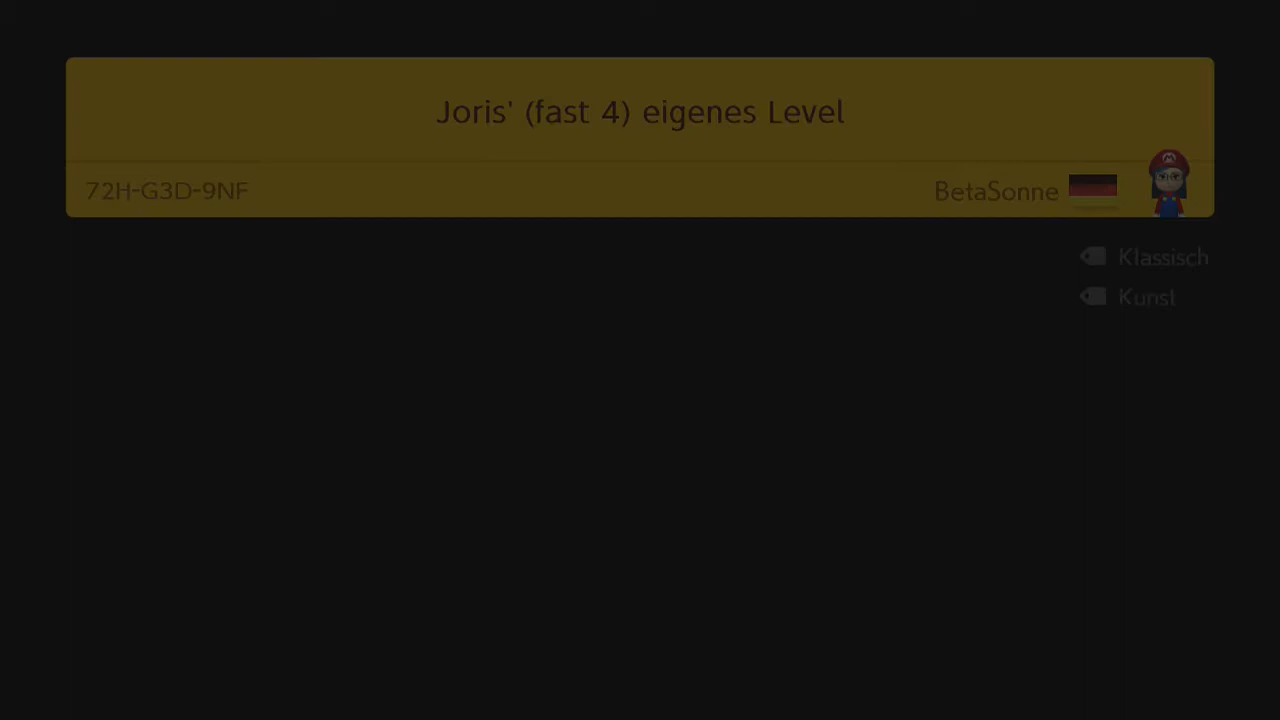 Joris' (fast 4) eigenes Level
72H-G3D-9NF
BetaSonne
Klassisch
Kunst